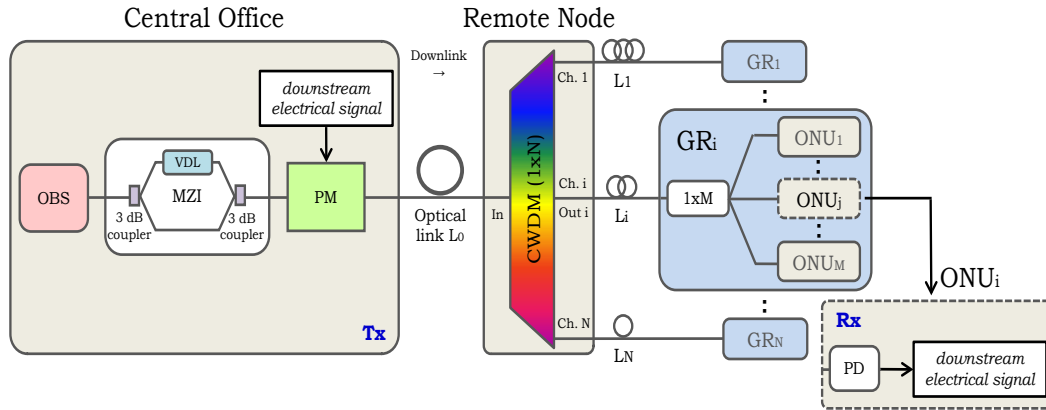 Central Office
Remote Node
Downlink
→
downstream
electrical signal
OBS
3 dB
coupler
VDL
MZI
3 dB
coupler
PM
Tx
Optical
link L0
In
CWDM (1xN)
Ch. 1
Ch. i
Out i
Ch. N
L1
Li
LN
GR1
GRi
1xM
ONU1
ONUj
ONUM
GRN
ONUi
Rx
PD
downstream
electrical signal